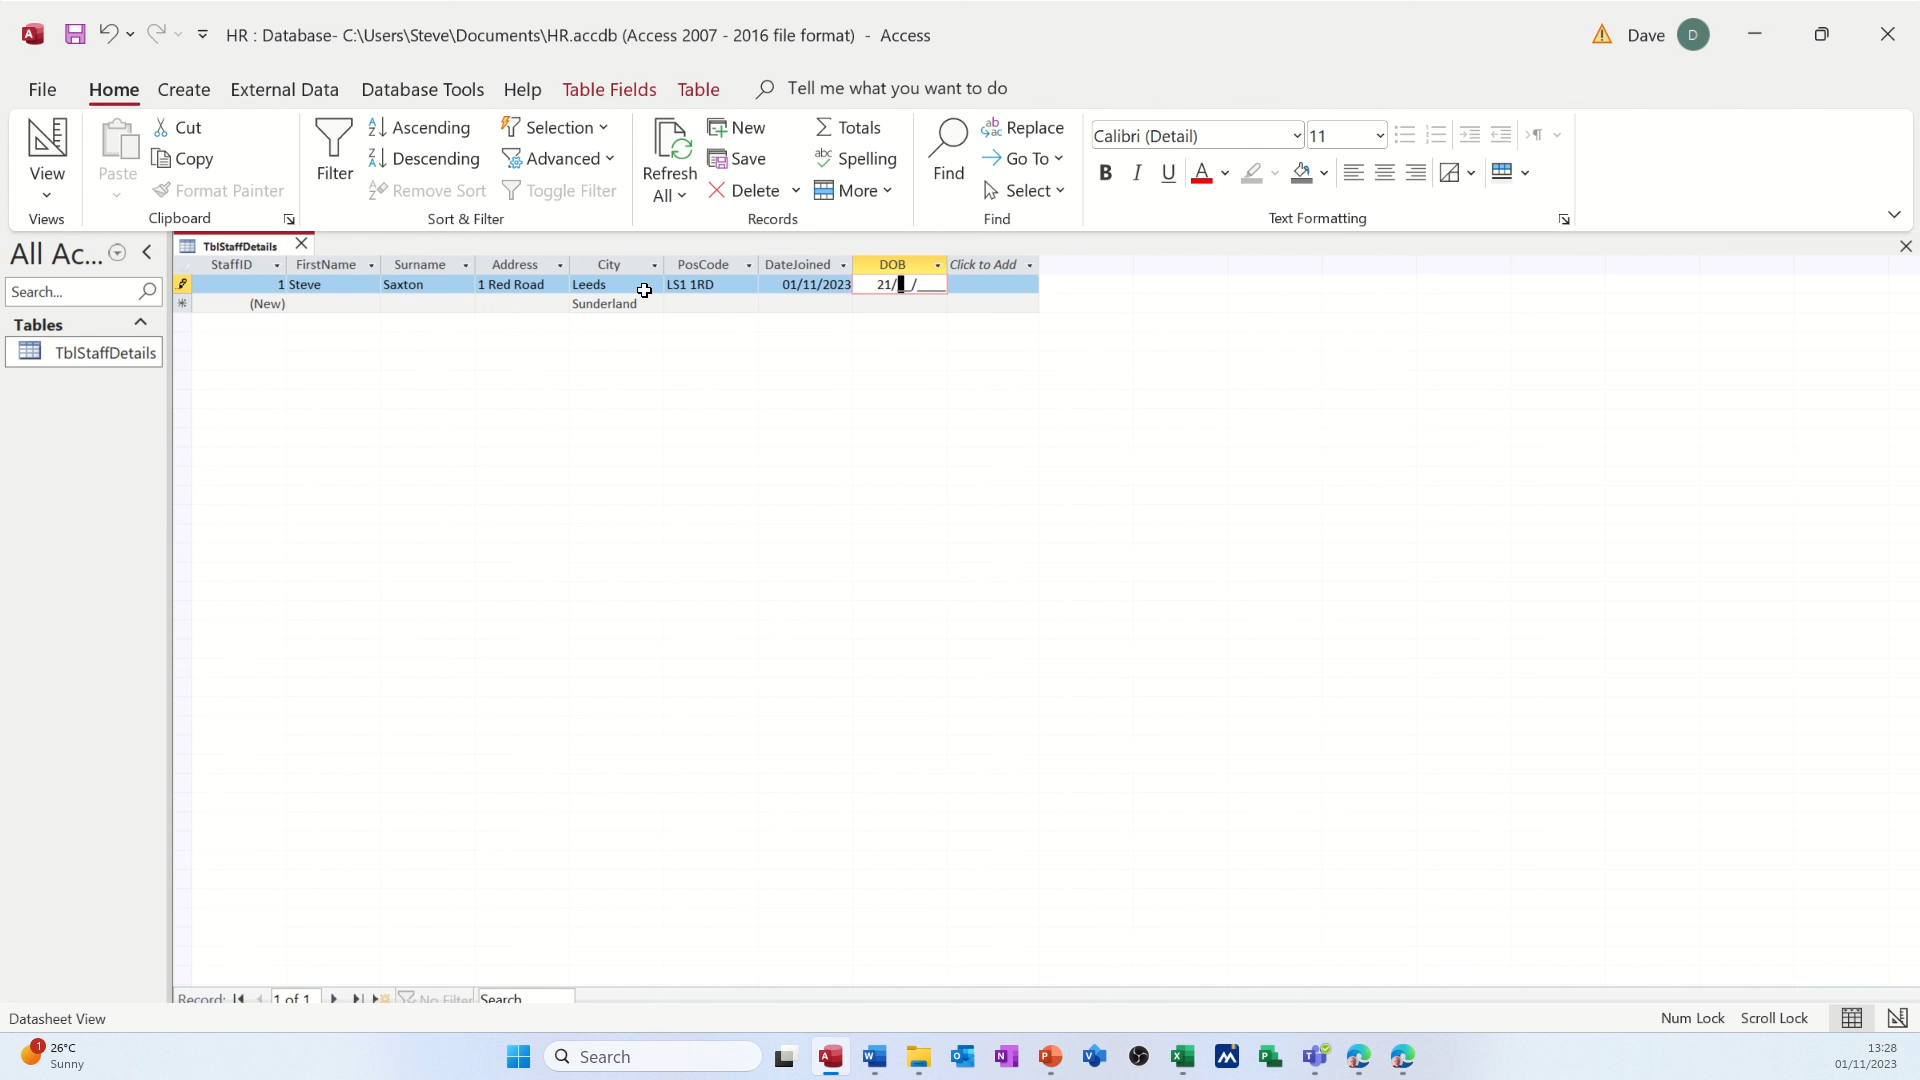 HR : Database- C:\Users\Steve\Documents\HR.accdb (Access 2007 - 2016 file format) - Access
Dave D
File Home Create External Data Database Tools Help Table Fields Table Tell me what you want to do
View
Views
Paste
Cut
Copy
Format Painter
Clipboard
Filter
Ascending
Descending
Remove Sort
Selection
Advanced
Toggle Filter
Sort & Filter
Refresh
All
New
Save
Delete
Totals
Spelling
More
Records
Find
Replace
Go To
Select
Find
Calibri (Detail) 11
B I U A
Text Formatting
All Ac...
Search...
Tables
TblStaffDetails
TblStaffDetails
StaffID FirstName Surname Address City PosCode DateJoined DOB Click to Add
1 Steve Saxton 1 Red Road Leeds LS1 1RD 01/11/2023 21/__/____
(New) Sunderland
Record: 1 of 1 No Filter Search
Datasheet View
Num Lock Scroll Lock
1
26°C
Sunny
Search
13:28
01/11/2023